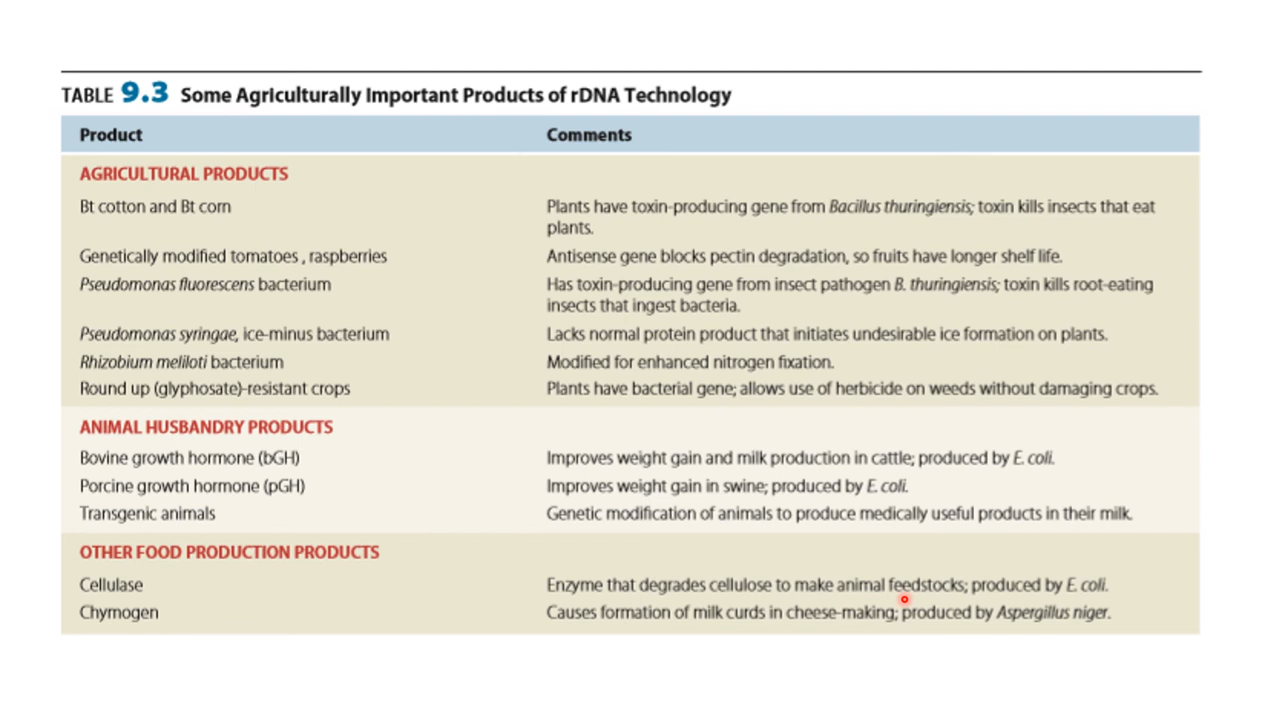 TABLE 9.3 Some Agriculturally Important Products of rDNA Technology
Product Comments
AGRICULTURAL PRODUCTS
Bt cotton and Bt corn Plants have toxin-producing gene from Bacillus thuringiensis; toxin kills insects that eat
plants.
Genetically modified tomatoes , raspberries Antisense gene blocks pectin degradation, so fruits have longer shelf life.
Pseudomonas fluorescens bacterium Has toxin-producing gene from insect pathogen B. thuringiensis; toxin kills root-eating
insects that ingest bacteria.
Pseudomonas syringae, ice-minus bacterium Lacks normal protein product that initiates undesirable ice formation on plants.
Rhizobium meliloti bacterium Modified for enhanced nitrogen fixation.
Round up (glyphosate)-resistant crops Plants have bacterial gene; allows use of herbicide on weeds without damaging crops.
ANIMAL HUSBANDRY PRODUCTS
Bovine growth hormone (bGH) Improves weight gain and milk production in cattle; produced by E. coli.
Porcine growth hormone (pGH) Improves weight gain in swine; produced by E. coli.
Transgenic animals Genetic modification of animals to produce medically useful products in their milk.
OTHER FOOD PRODUCTION PRODUCTS
Cellulase Enzyme that degrades cellulose to make animal feedstocks; produced by E. coli.
Chymogen Causes formation of milk curds in cheese-making; produced by Aspergillus niger.